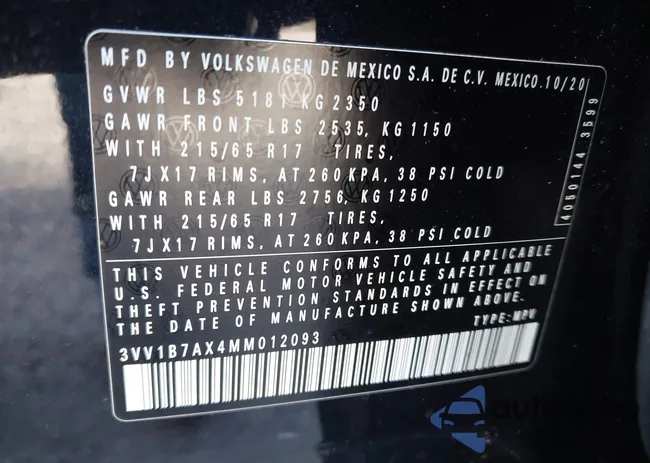 MFD BY VOLKSWAGEN DE MEXICO S.A. DE C.V. MEXICO.10/20
GVWR LBS 5181 KG 2350
GAWR FRONT LBS 2535, KG 1150
WITH 215/65 R17 TIRES,
7JX17 RIMS, AT 260 KPA, 38 PSI COLD
GAWR REAR LBS 2756, KG 1250
WITH 215/65 R17 TIRES,
7JX17 RIMS, AT 260 KPA, 38 PSI COLD
THIS VEHICLE CONFORMS TO ALL APPLICABLE
U.S. FEDERAL MOTOR VEHICLE SAFETY AND
THEFT PREVENTION STANDARDS IN EFFECT ON
THE DATE OF MANUFACTURE SHOWN ABOVE.
TYPE: MPV
3VV1B7AX4MM012093
4050144 3599